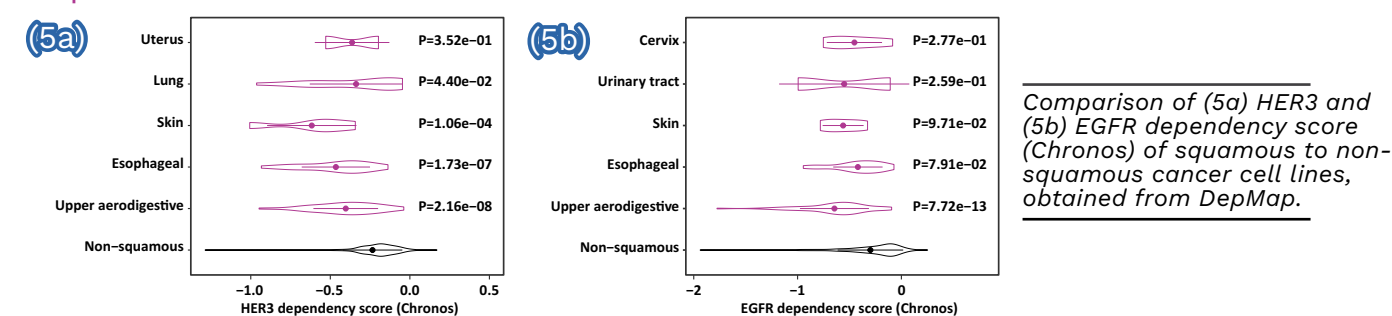 (5a)
Uterus
P=3.52e−01
Lung
P=4.40e−02
Skin
P=1.06e−04
Esophageal
P=1.73e−07
Upper aerodigestive
P=2.16e−08
Non−squamous
−1.0
−0.5
0.0
0.5
HER3 dependency score (Chronos)
(5b)
Cervix
P=2.77e−01
Urinary tract
P=2.59e−01
Skin
P=9.71e−02
Esophageal
P=7.91e−02
Upper aerodigestive
P=7.72e−13
Non−squamous
−2
−1
0
EGFR dependency score (Chronos)
Comparison of (5a) HER3 and
(5b) EGFR dependency score
(Chronos) of squamous to non-
squamous cancer cell lines,
obtained from DepMap.